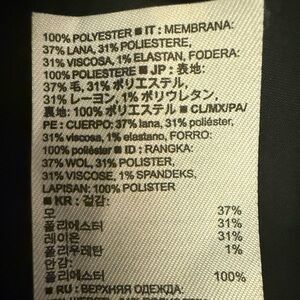 100% POLYESTER ■ IT : MEMBRANA:
37% LANA, 31% POLIESTERE,
31% VISCOSA, 1% ELASTAN, FODERA:
100% POLIESTERE ■ JP : 表地:
37% 毛, 31% ポリエステル,
31% レーヨン, 1% ポリウレタン,
裏地: 100% ポリエステル ■ CL/MX/PA/
PE : CUERPO: 37% lana, 31% poliéster,
31% viscosa, 1% elastano, FORRO:
100% poliéster ■ ID : RANGKA:
37% WOL, 31% POLISTER,
31% VISCOSE, 1% SPANDEKS,
LAPISAN: 100% POLISTER
■ KR : 겉감:
모 37%
폴리에스터 31%
레이온 31%
폴리우레탄 1%
안감:
폴리에스터 100%
■ RU : ВЕРХНЯЯ ОДЕЖДА: